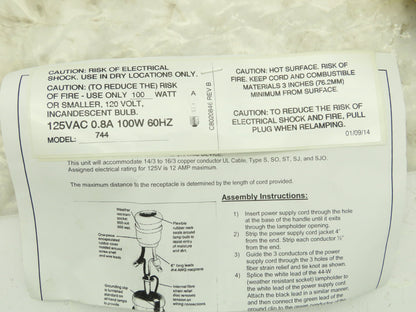 CAUTION: RISK OF ELECTRICAL
SHOCK. USE IN DRY LOCATIONS ONLY.
CAUTION: (TO REDUCE THE) RISK
OF FIRE - USE ONLY 100 WATT
OR SMALLER, 120 VOLT,
INCANDESCENT BULB.
125VAC 0.8A 100W 60HZ
MODEL: 744
A
CB020846 REV B
CAUTION: HOT SURFACE. RISK OF
FIRE. KEEP CORD AND COMBUSTIBLE
MATERIALS 3 INCHES (76.2MM)
MINIMUM FROM SURFACE.
CAUTION: TO REDUCE THE RISK OF
ELECTRICAL SHOCK AND FIRE, PULL
PLUG WHEN RELAMPING.
01/09/14
This unit will accommodate 14/3 to 16/3 copper conductor UL Cable, Type S, SO, ST, SJ, and SJO.
Assigned electrical rating for 125V is 12 AMP maximum.
The maximum distance to the receptacle is determined by the length of cord provided.
Assembly Instructions:
1) Insert power supply cord through the hole
at the base of the handle until it exits
through the lampholder opening.
2) Strip the power supply cord jacket 4"
from the end. Strip each conductor ½"
from the end.
3) Guide the 3 conductors of the power
supply cord through the 3 holes of the
fiber strain relief and tie knot as shown.
4) Splice the white lead of the 44-W
(weather resistant socket) lampholder to
the white lead of the power supply cord.
Attach the black lead in a similar method,
and then connect the green lead of
Weather
Flexible
rubber